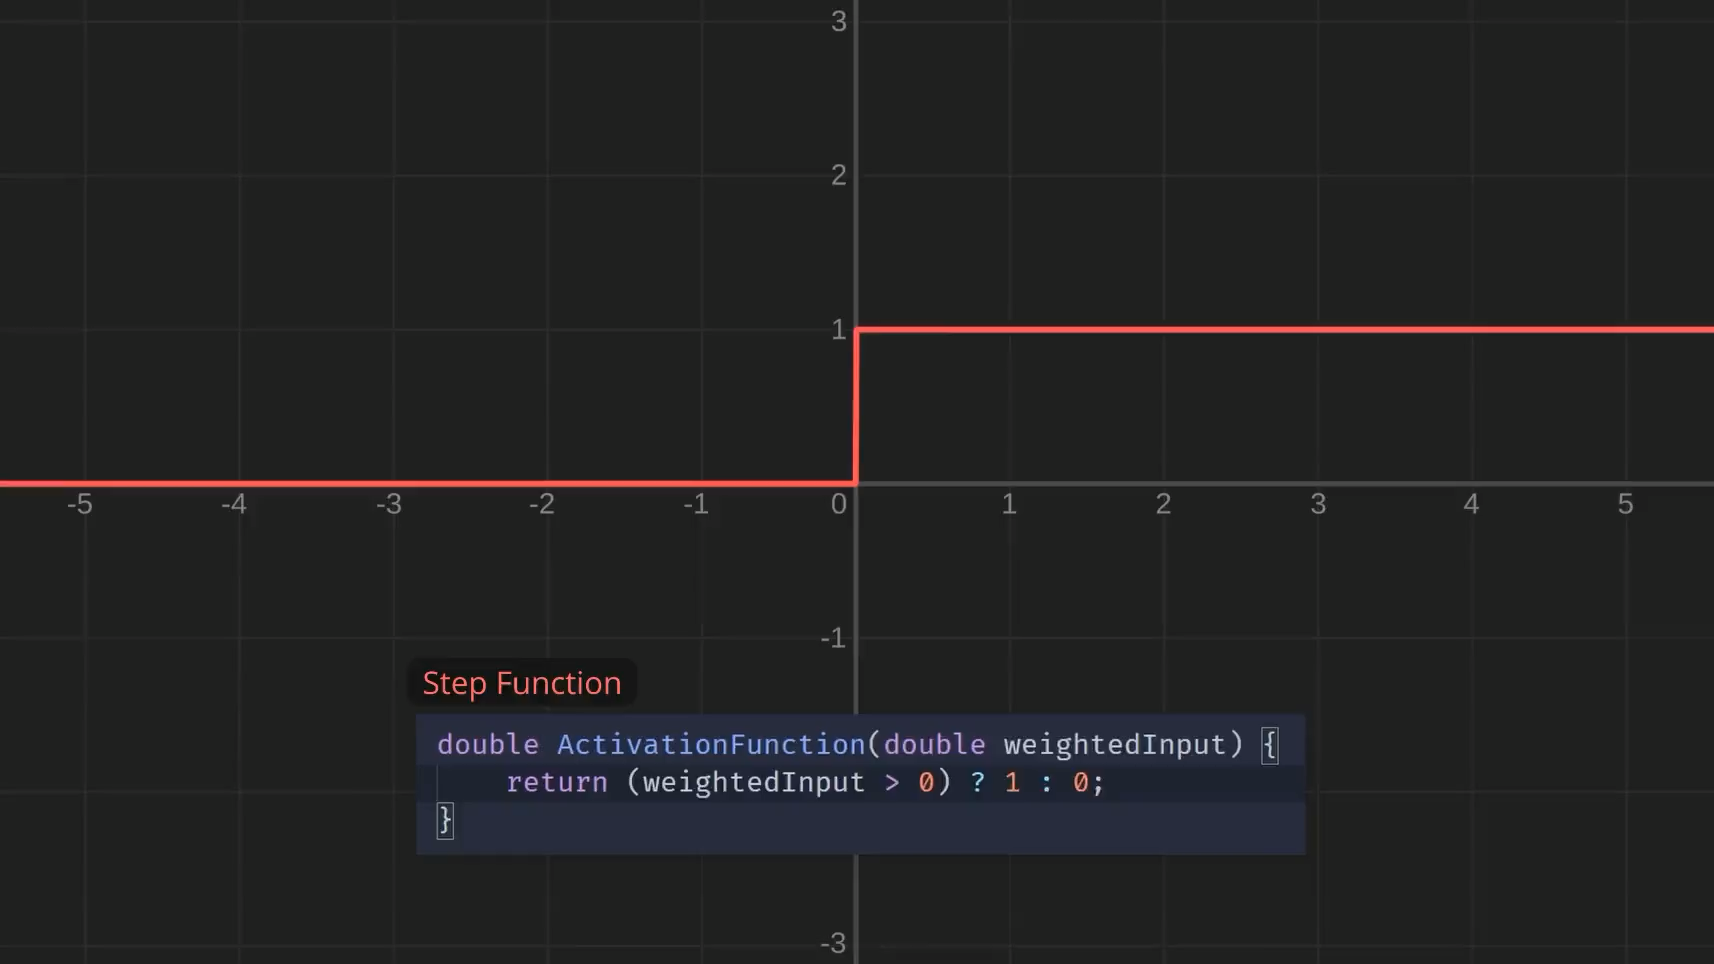 3
2
1
-5 -4 -3 -2 -1 0 1 2 3 4 5
-1
Step Function
double ActivationFunction(double weightedInput) {
return (weightedInput > 0) ? 1 : 0;
}
-3